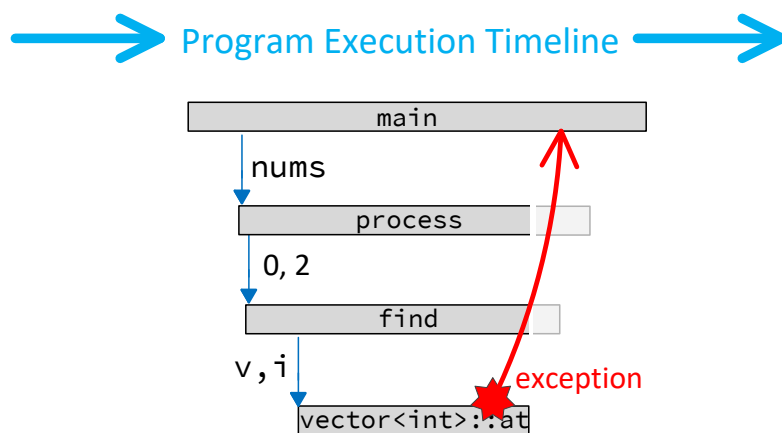 Program Execution Timeline
main
nums
process
0, 2
find
v,i
exception
vector<int>::at